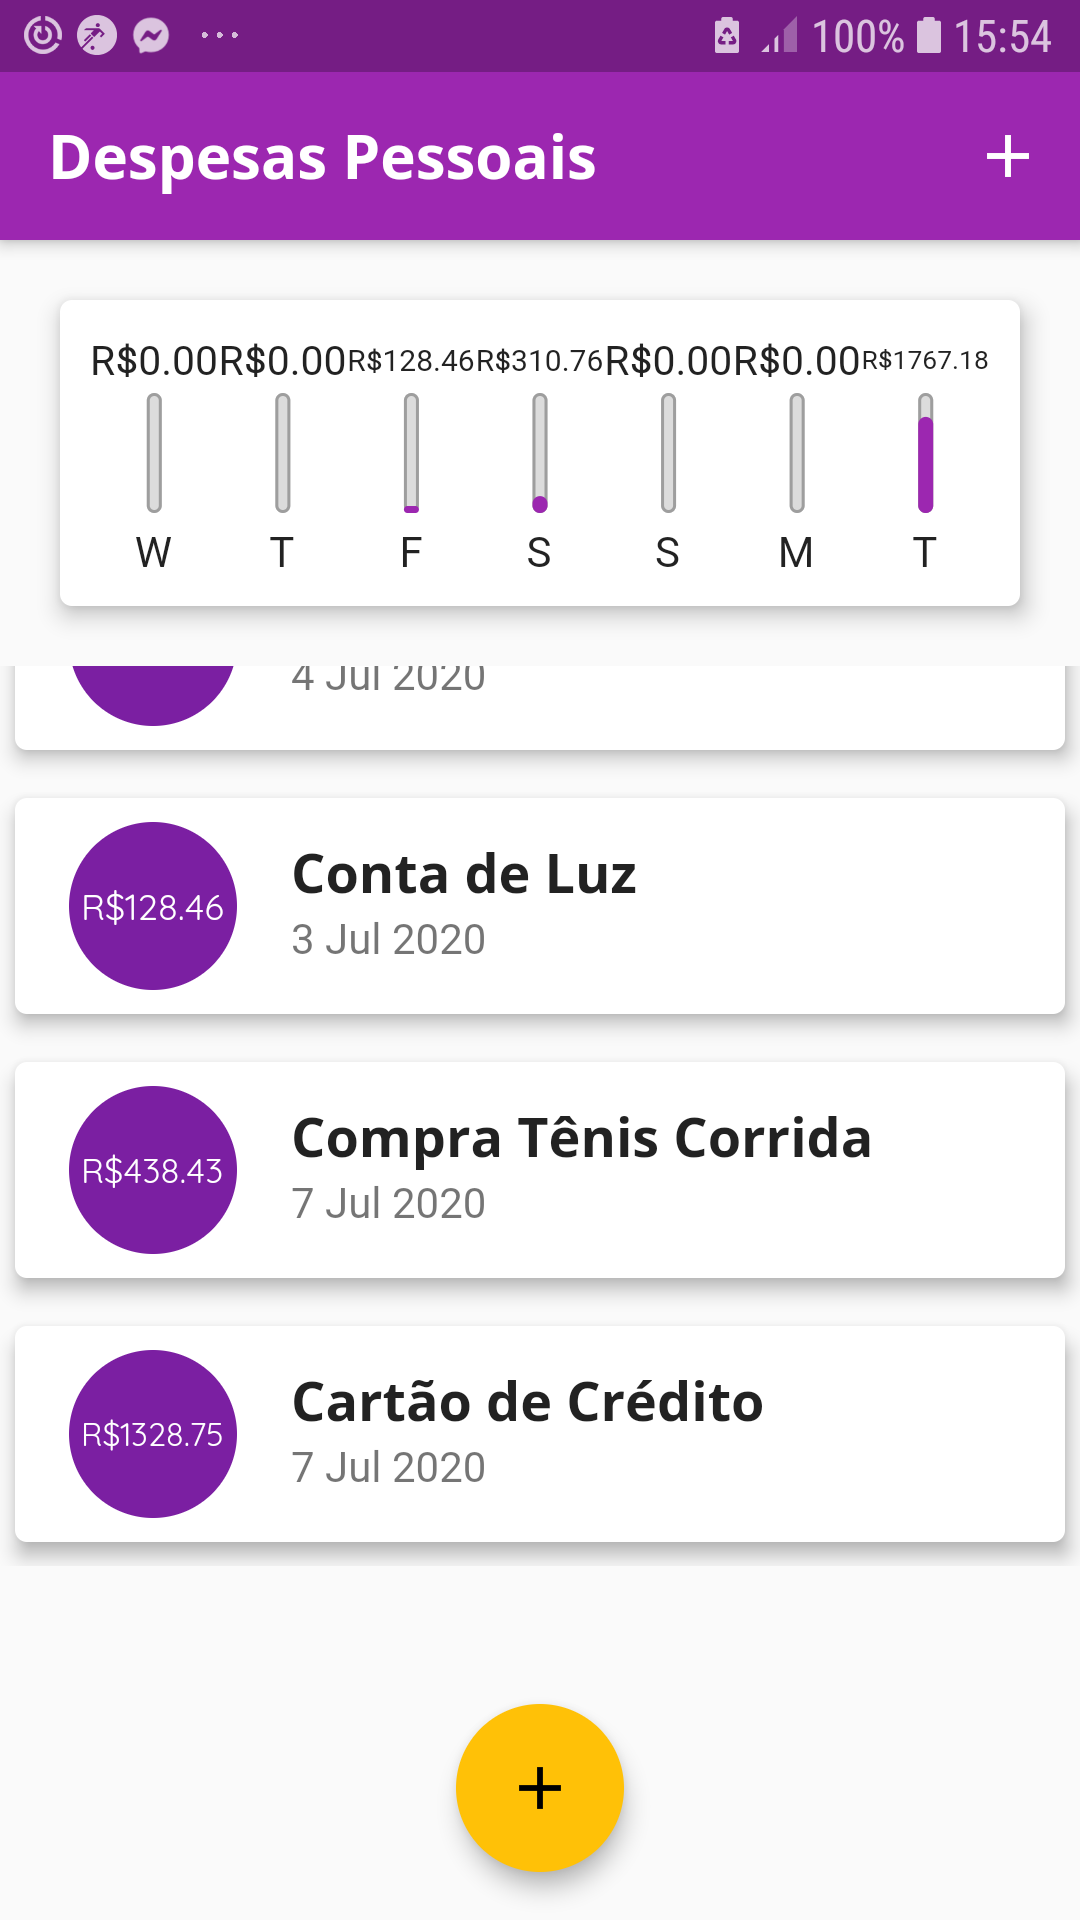 100% 15:54
Despesas Pessoais
R$0.00 R$0.00 R$128.46 R$310.76 R$0.00 R$0.00 R$1767.18
W T F S S M T
4 Jul 2020
Conta de Luz
R$128.46
3 Jul 2020
Compra Tênis Corrida
R$438.43
7 Jul 2020
Cartão de Crédito
R$1328.75
7 Jul 2020